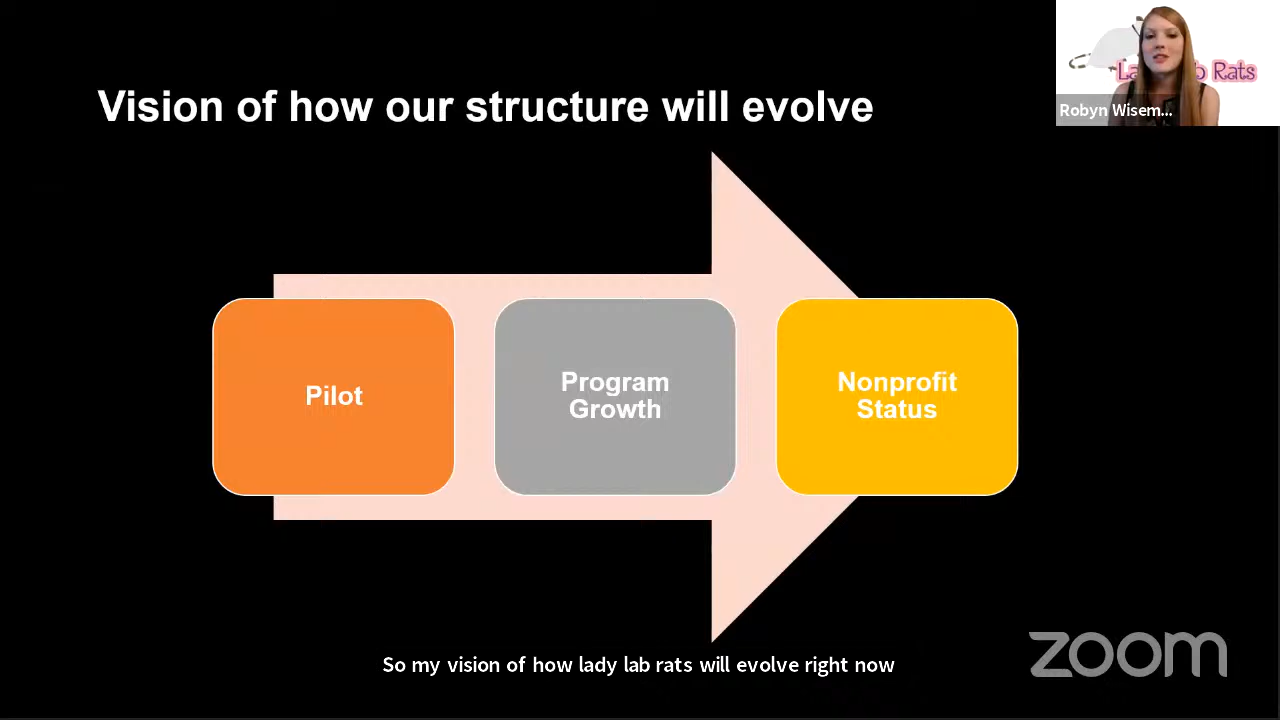 Vision of how our structure will evolve
Rats
Robyn Wisem...
Pilot
Program
Growth
Nonprofit
Status
So my vision of how lady lab rats will evolve right now
zoom